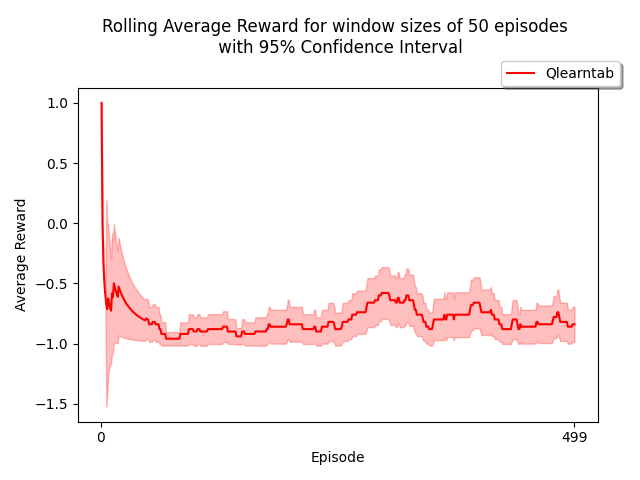 Rolling Average Reward for window sizes of 50 episodes
with 95% Confidence Interval
Qlearntab
1.0
0.5
0.0
−0.5
−1.0
−1.5
Average Reward
0
499
Episode